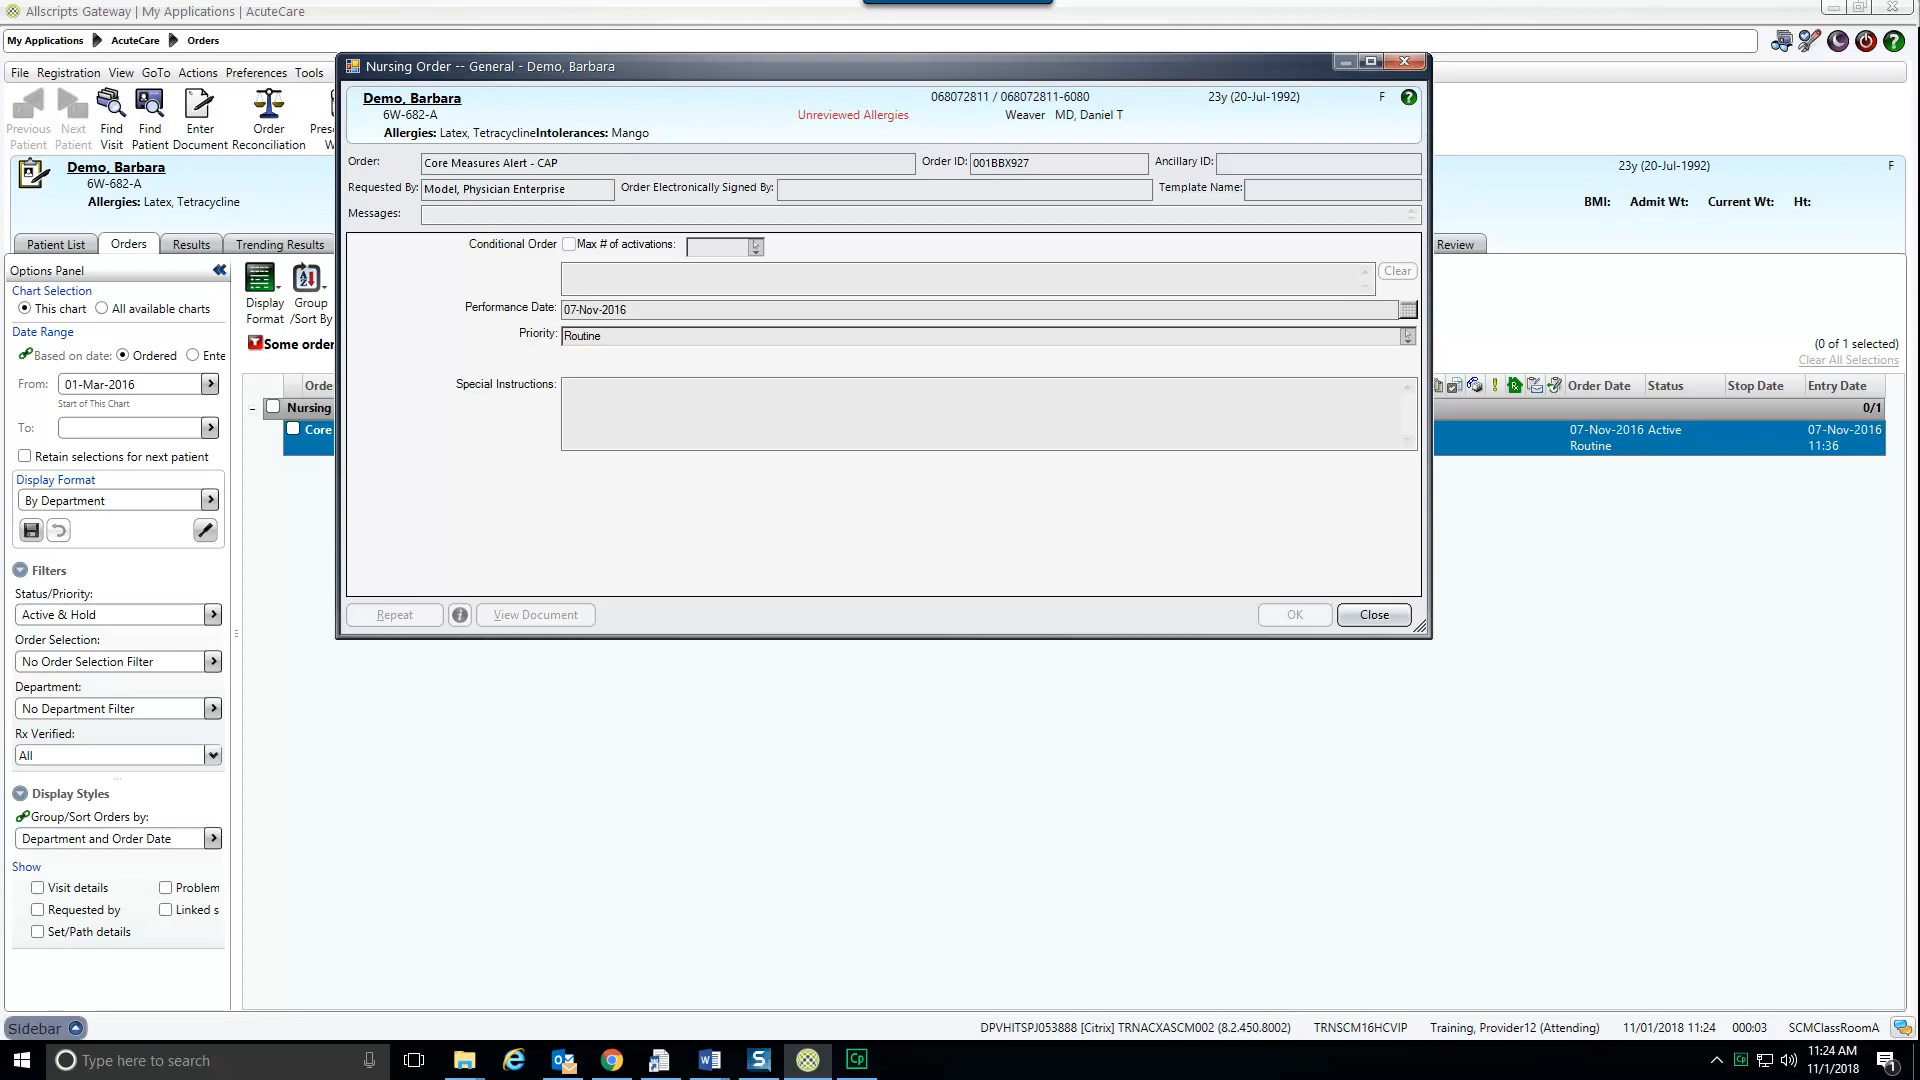 Allscripts Gateway | My Applications | AcuteCare
My Applications AcuteCare Orders
File Registration View GoTo Actions Preferences Tools
Previous Patient
Next Patient
Find Visit
Find Patient
Enter Document
Order Reconciliation
Demo, Barbara
6W-682-A
Allergies: Latex, Tetracycline
23y (20-Jul-1992) F
BMI: Admit Wt: Current Wt: Ht:
Patient List Orders Results Trending Results
Review
Options Panel
Chart Selection
This chart All available charts
Date Range
Based on date: Ordered Ente
From: 01-Mar-2016
Start of This Chart
To:
Retain selections for next patient
Display Format
By Department
Filters
Status/Priority:
Active & Hold
Order Selection:
No Order Selection Filter
Department:
No Department Filter
Rx Verified:
All
Display Styles
Group/Sort Orders by:
Department and Order Date
Show
Visit details Problem
Requested by Linked s
Set/Path details
Display Format
Group /Sort By
Some order
(0 of 1 selected)
Clear All Selections
Orde
Order Date Status Stop Date Entry Date
Nursing 0/1
Core 07-Nov-2016 Active 07-Nov-2016
Routine 11:36
Nursing Order -- General - Demo, Barbara
Demo, Barbara 068072811 / 068072811-6080 23y (20-Jul-1992) F
6W-682-A Unreviewed Allergies Weaver MD, Daniel T
Allergies: Latex, TetracyclineIntolerances: Mango
Order: Core Measures Alert - CAP Order ID: 001BBX927 Ancillary ID:
Requested By: Model, Physician Enterprise Order Electronically Signed By: Template Name:
Messages:
Conditional Order Max # of activations:
Clear
Performance Date: 07-Nov-2016
Priority: Routine
Special Instructions:
Repeat View Document OK Close
Sidebar
DPVHITSPJ053888 [Citrix] TRNACXASCM002 (8.2.450.8002) TRNSCM16HCVIP Training, Provider12 (Attending) 11/01/2018 11:24 000:03 SCMClassRoomA
Type here to search
11:24 AM
11/1/2018